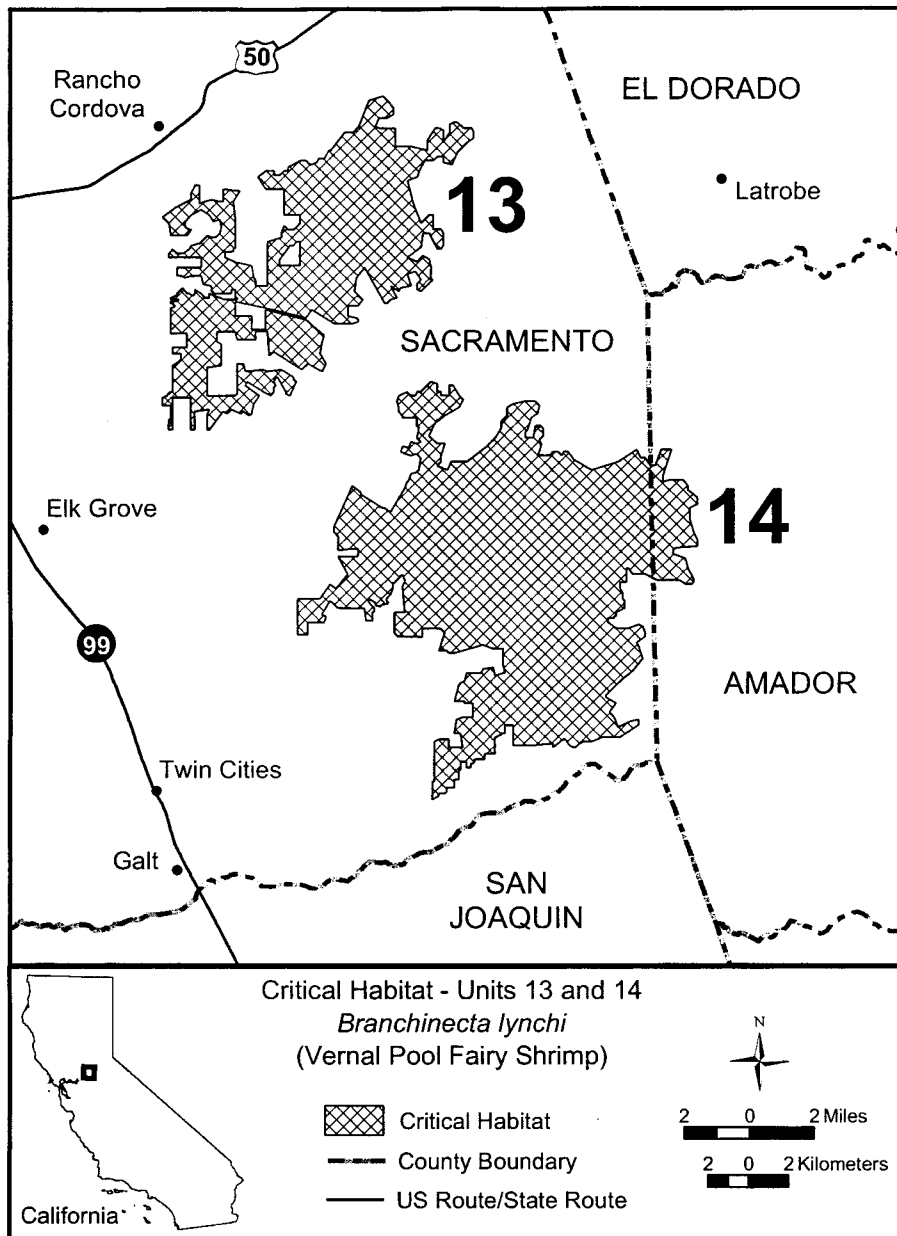 50
Rancho
Cordova
EL DORADO
13
Latrobe
SACRAMENTO
14
Elk Grove
99
AMADOR
Twin Cities
Galt
SAN
JOAQUIN
Critical Habitat - Units 13 and 14
Branchinecta lynchi
(Vernal Pool Fairy Shrimp)
N
Critical Habitat
2 0 2 Miles
County Boundary
2 0 2 Kilometers
US Route/State Route
California